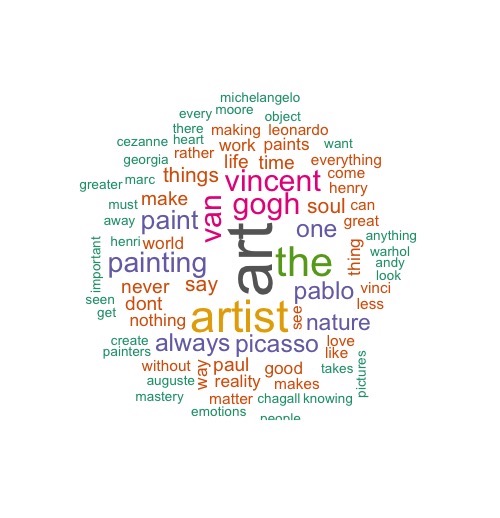 michelangelo
every moore object
there making leonardo
cezanne heart work paints want
georgia rather life time everything
greater marc things vincent come
must make van gogh soul henry can
away paint one great
henri world art anything
important painting the thing warhol
andy
look
never say pablo vinci
seen dont artist see less
get nothing nature
create always picasso love
painters like
without way paul good takes
auguste reality makes pictures
mastery matter chagall knowing
emotions people